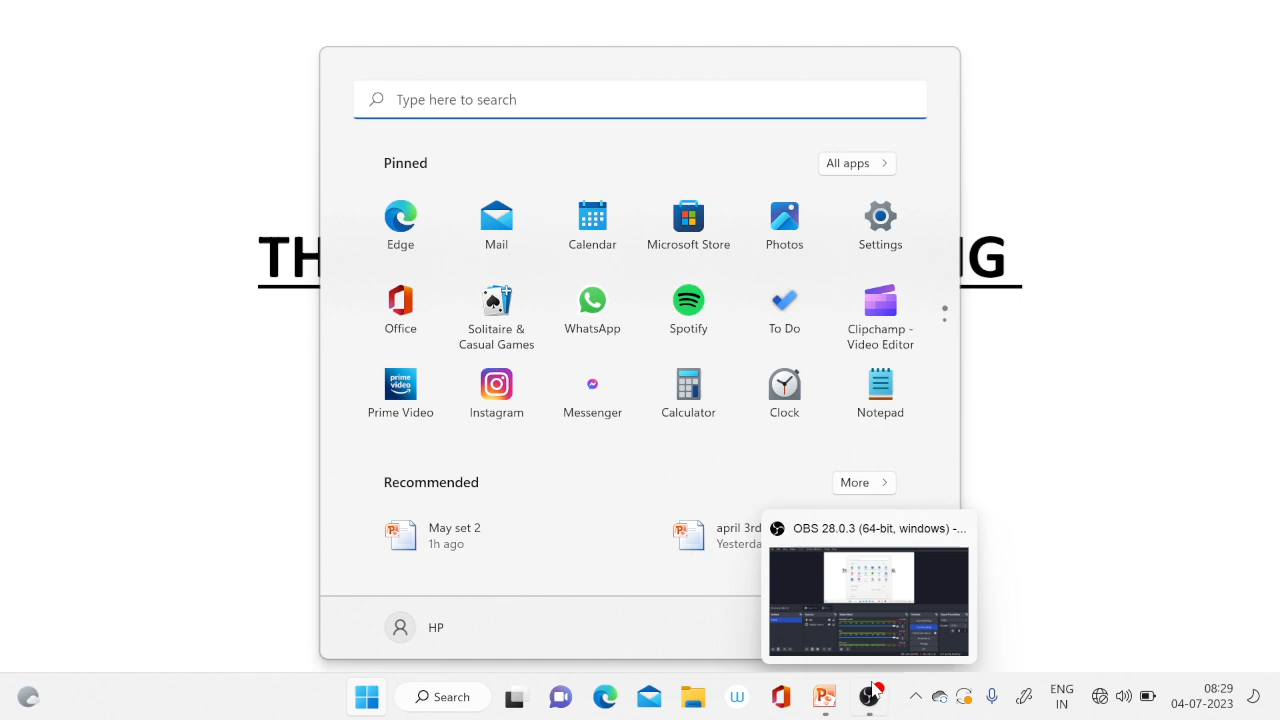 Type here to search
Pinned
All apps
TH
G
Edge
Mail
Calendar
Microsoft Store
Photos
Settings
Office
Solitaire &
Casual Games
WhatsApp
Spotify
To Do
Clipchamp -
Video Editor
prime
video
Prime Video
Instagram
Messenger
Calculator
Clock
Notepad
Recommended
More
May set 2
1h ago
april 3rd
Yesterda
OBS 28.0.3 (64-bit, windows) -...
HP
Search
ENG
IN
08:29
04-07-2023